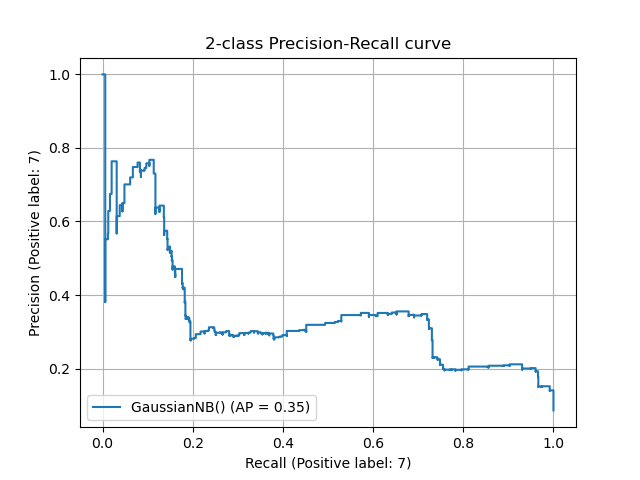 2-class Precision-Recall curve
1.0
0.8
0.6
0.4
0.2
Precision (Positive label: 7)
GaussianNB() (AP = 0.35)
0.0 0.2 0.4 0.6 0.8 1.0
Recall (Positive label: 7)